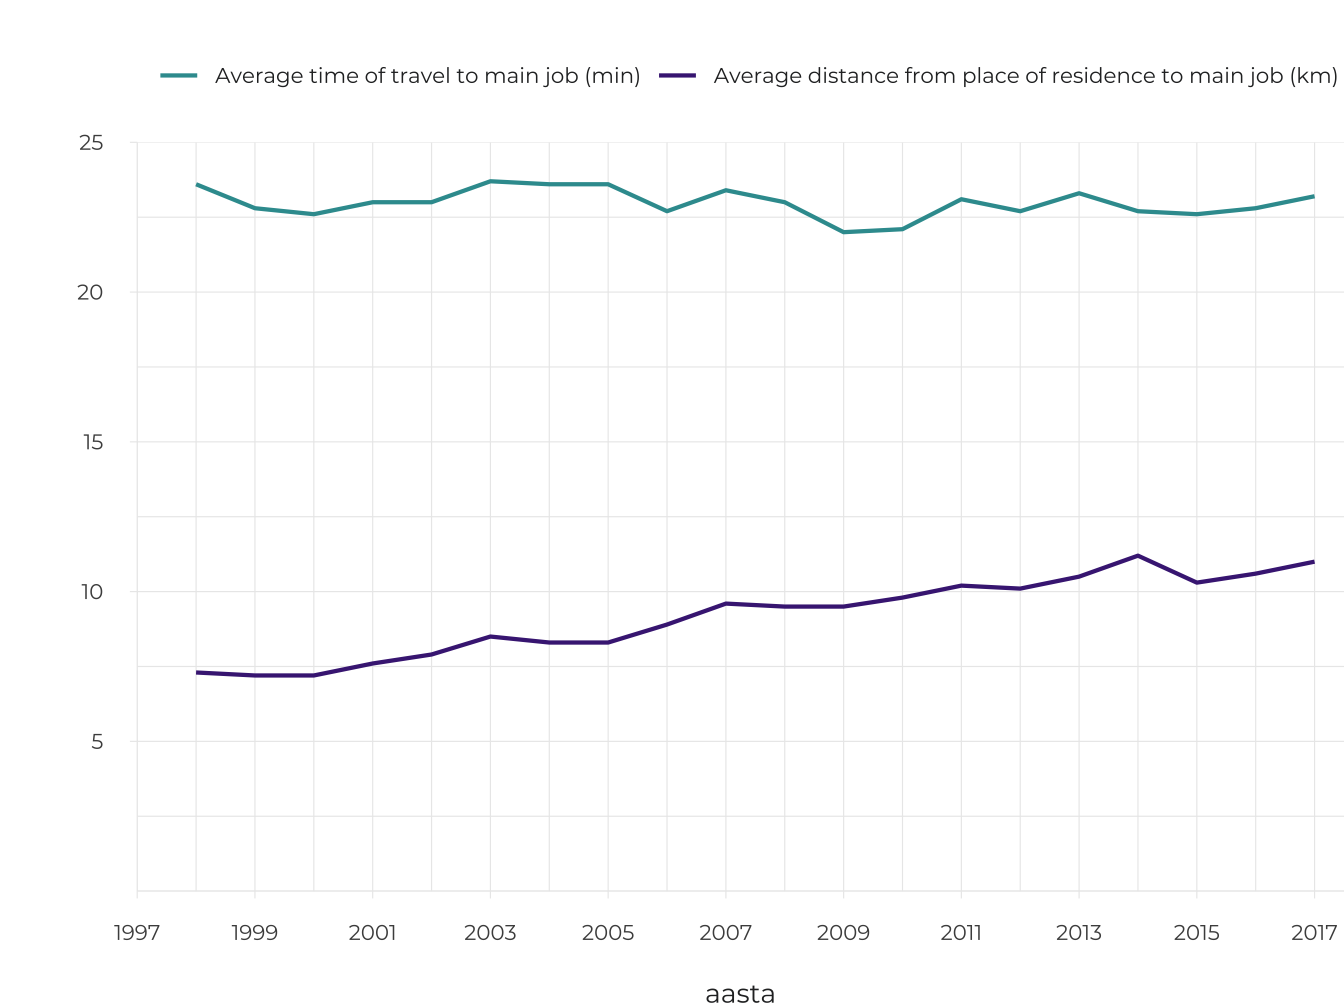 Average time of travel to main job (min) Average distance from place of residence to main job (km)
25
20
15
10
5
1997 1999 2001 2003 2005 2007 2009 2011 2013 2015 2017
aasta